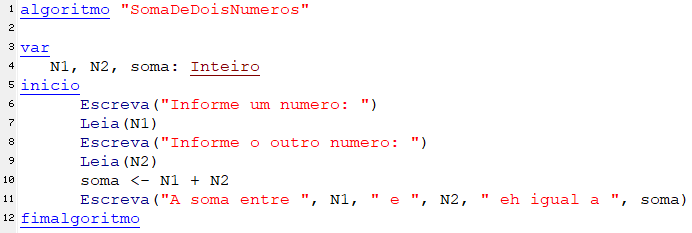 1 algoritmo "SomaDeDoisNumeros"
2
3 var
4 N1, N2, soma: Inteiro
5 inicio
6 Escreva("Informe um numero: ")
7 Leia(N1)
8 Escreva("Informe o outro numero: ")
9 Leia(N2)
10 soma <- N1 + N2
11 Escreva("A soma entre ", N1, " e ", N2, " eh igual a ", soma)
12 fimalgoritmo